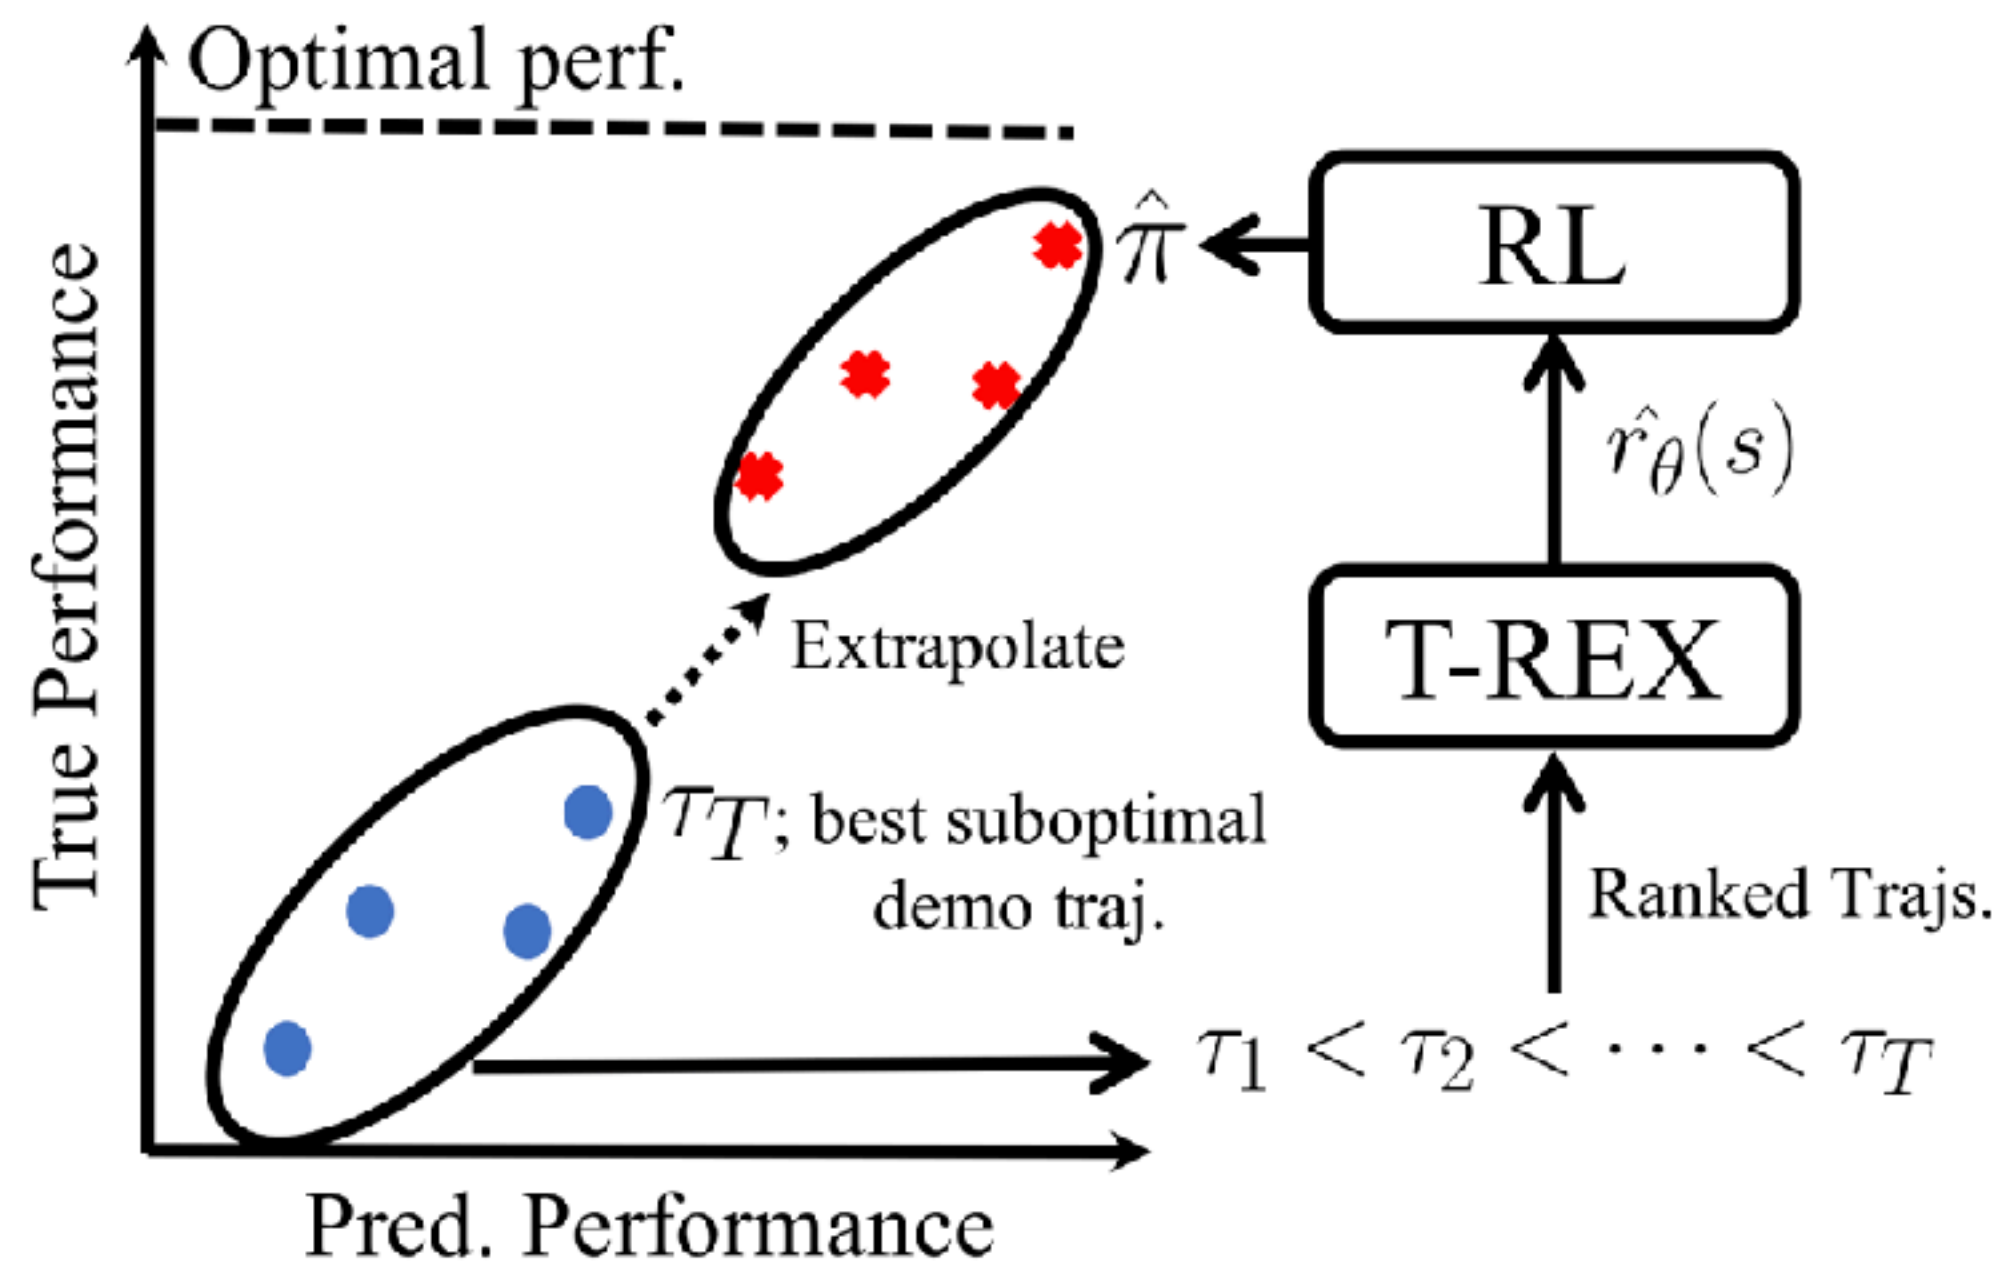 Optimal perf.
True Performance
π̂
RL
r̂θ(s)
Extrapolate
T-REX
τT; best suboptimal
demo traj.
Ranked Trajs.
τ1 < τ2 < ··· < τT
Pred. Performance